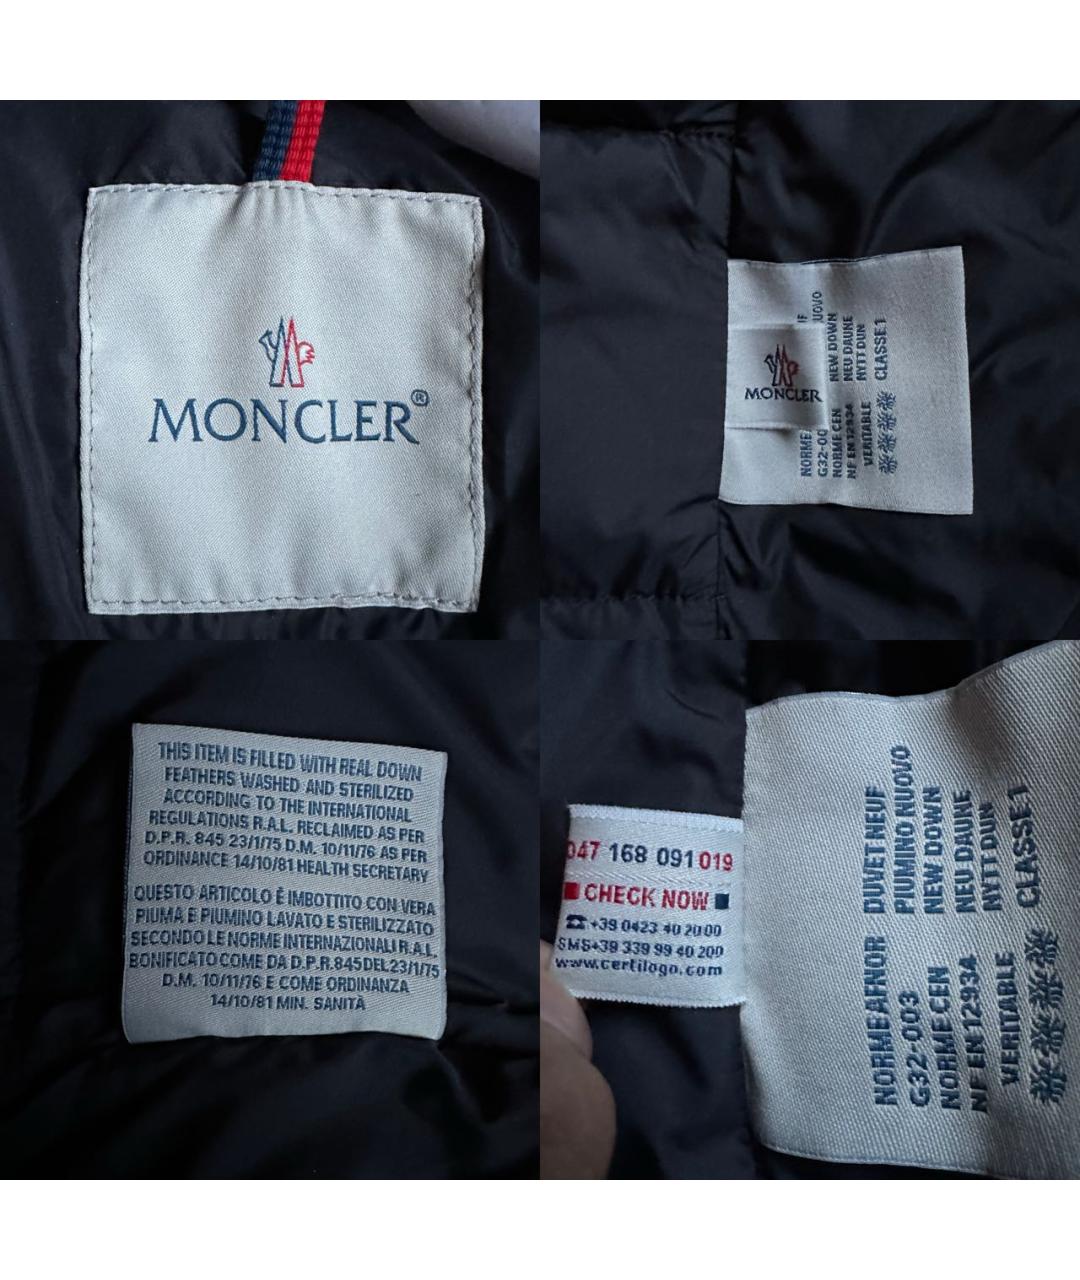 MONCLER®
MONCLER
NUOVO
NEW DOWN
NEU DAUNE
NYTT DUN
CLASSE 1
G32-00
NORME CEN
NF EN 12934
VERITABLE
THIS ITEM IS FILLED WITH REAL DOWN
FEATHERS WASHED AND STERILIZED
ACCORDING TO THE INTERNATIONAL
REGULATIONS R.A.L. RECLAIMED AS PER
D.P.R. 845 23/1/75 D.M. 10/11/76 AS PER
ORDINANCE 14/10/81 HEALTH SECRETARY
QUESTO ARTICOLO È IMBOTTITO CON VERA
PIUMA E PIUMINO LAVATO E STERILIZZATO
SECONDO LE NORME INTERNAZIONALI R.A.L.
BONIFICATO COME DA D.P.R.845 DEL 23/1/75
D.M. 10/11/76 E COME ORDINANZA
14/10/81 MIN. SANITÀ
047 168 091 019
CHECK NOW
☎ +39 0423 40 20 00
SMS+39 339 99 40 200
www.certilogo.com
NORME AFNOR DUVET NEUF
G32-003 PIUMINO NUOVO
NORME CEN NEW DOWN
NF EN 12934 NEU DAUNE
VERITABLE NYTT DUN
CLASSE 1